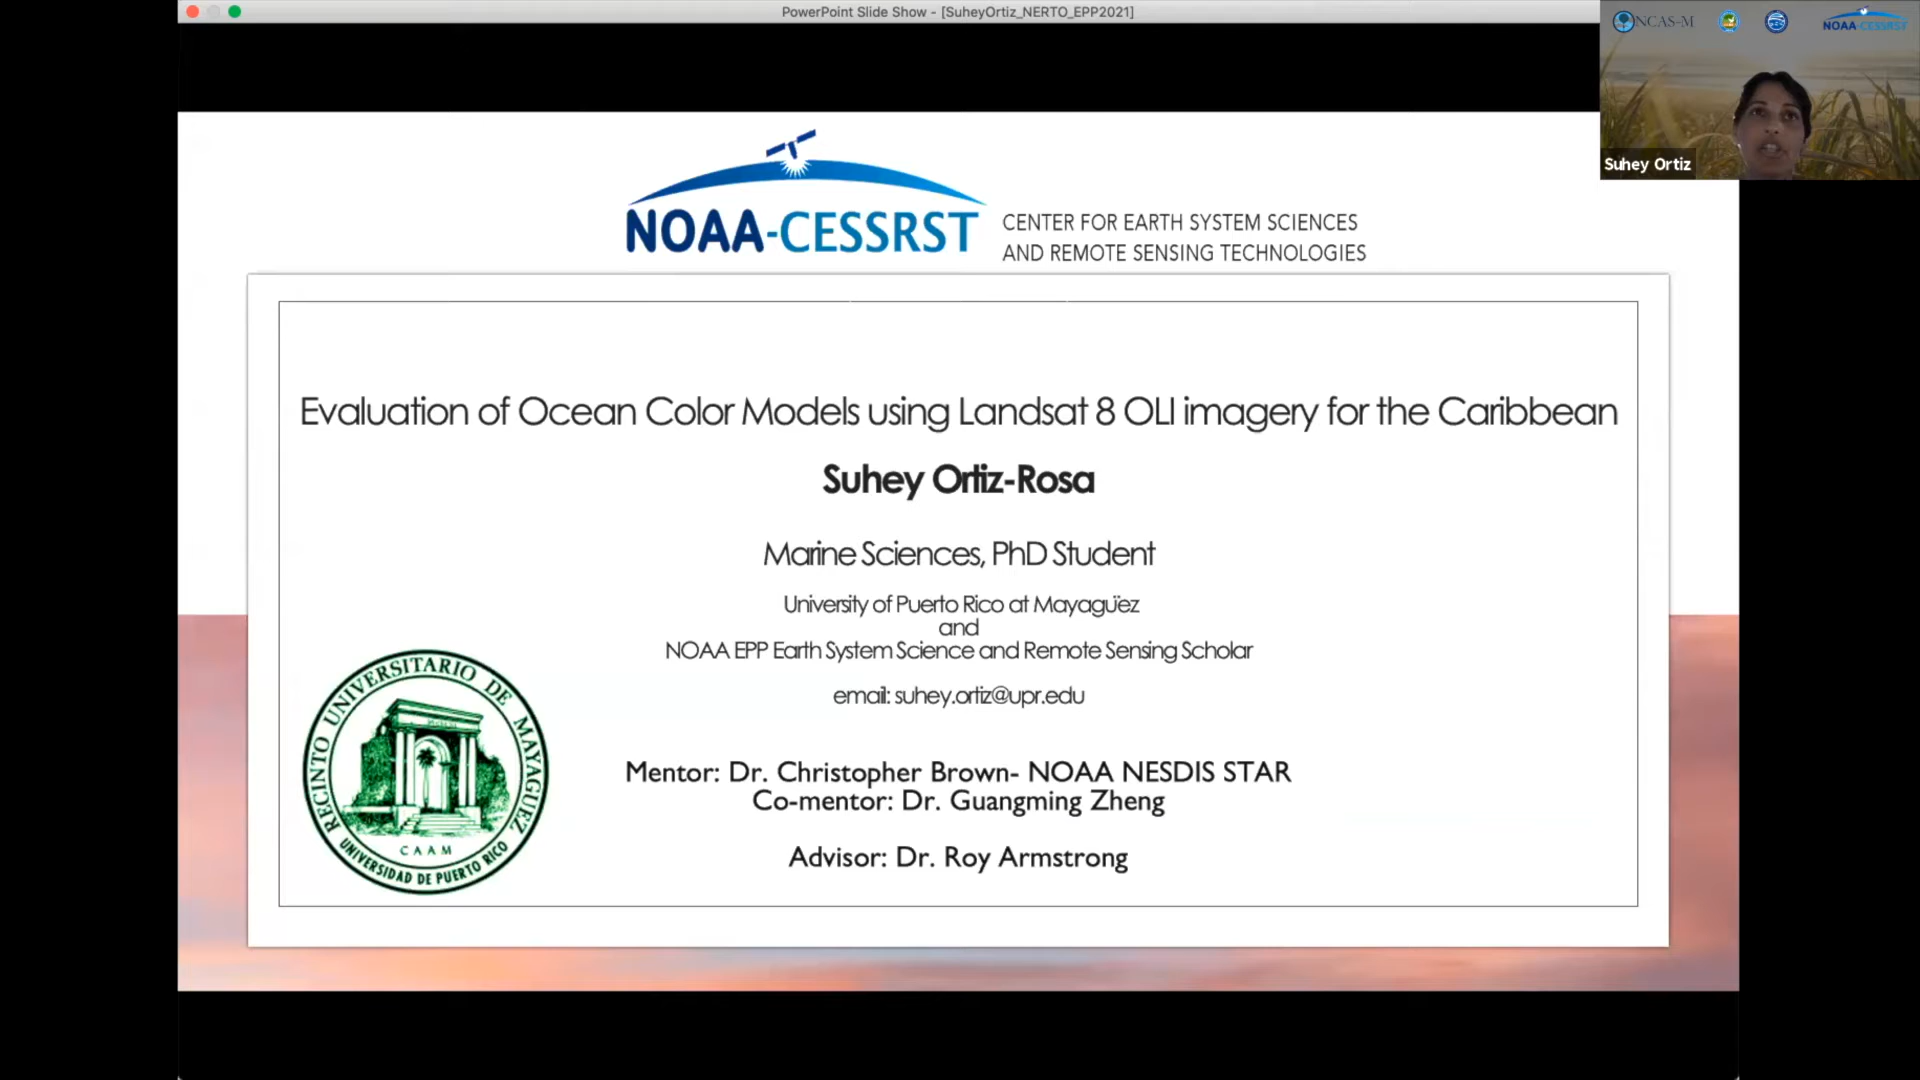 PowerPoint Slide Show - [SuheyOrtiz_NERTO_EPP2021]
NCAS-M
NOAA-CESSRST
Suhey Ortiz
NOAA-CESSRST
CENTER FOR EARTH SYSTEM SCIENCES
AND REMOTE SENSING TECHNOLOGIES
Evaluation of Ocean Color Models using Landsat 8 OLI imagery for the Caribbean
Suhey Ortiz-Rosa
Marine Sciences, PhD Student
University of Puerto Rico at Mayagüez
and
NOAA EPP Earth System Science and Remote Sensing Scholar
email: suhey.ortiz@upr.edu
RECINTO UNIVERSITARIO DE MAYAGUEZ
CAAM
UNIVERSIDAD DE PUERTO RICO
Mentor: Dr. Christopher Brown- NOAA NESDIS STAR
Co-mentor: Dr. Guangming Zheng
Advisor: Dr. Roy Armstrong